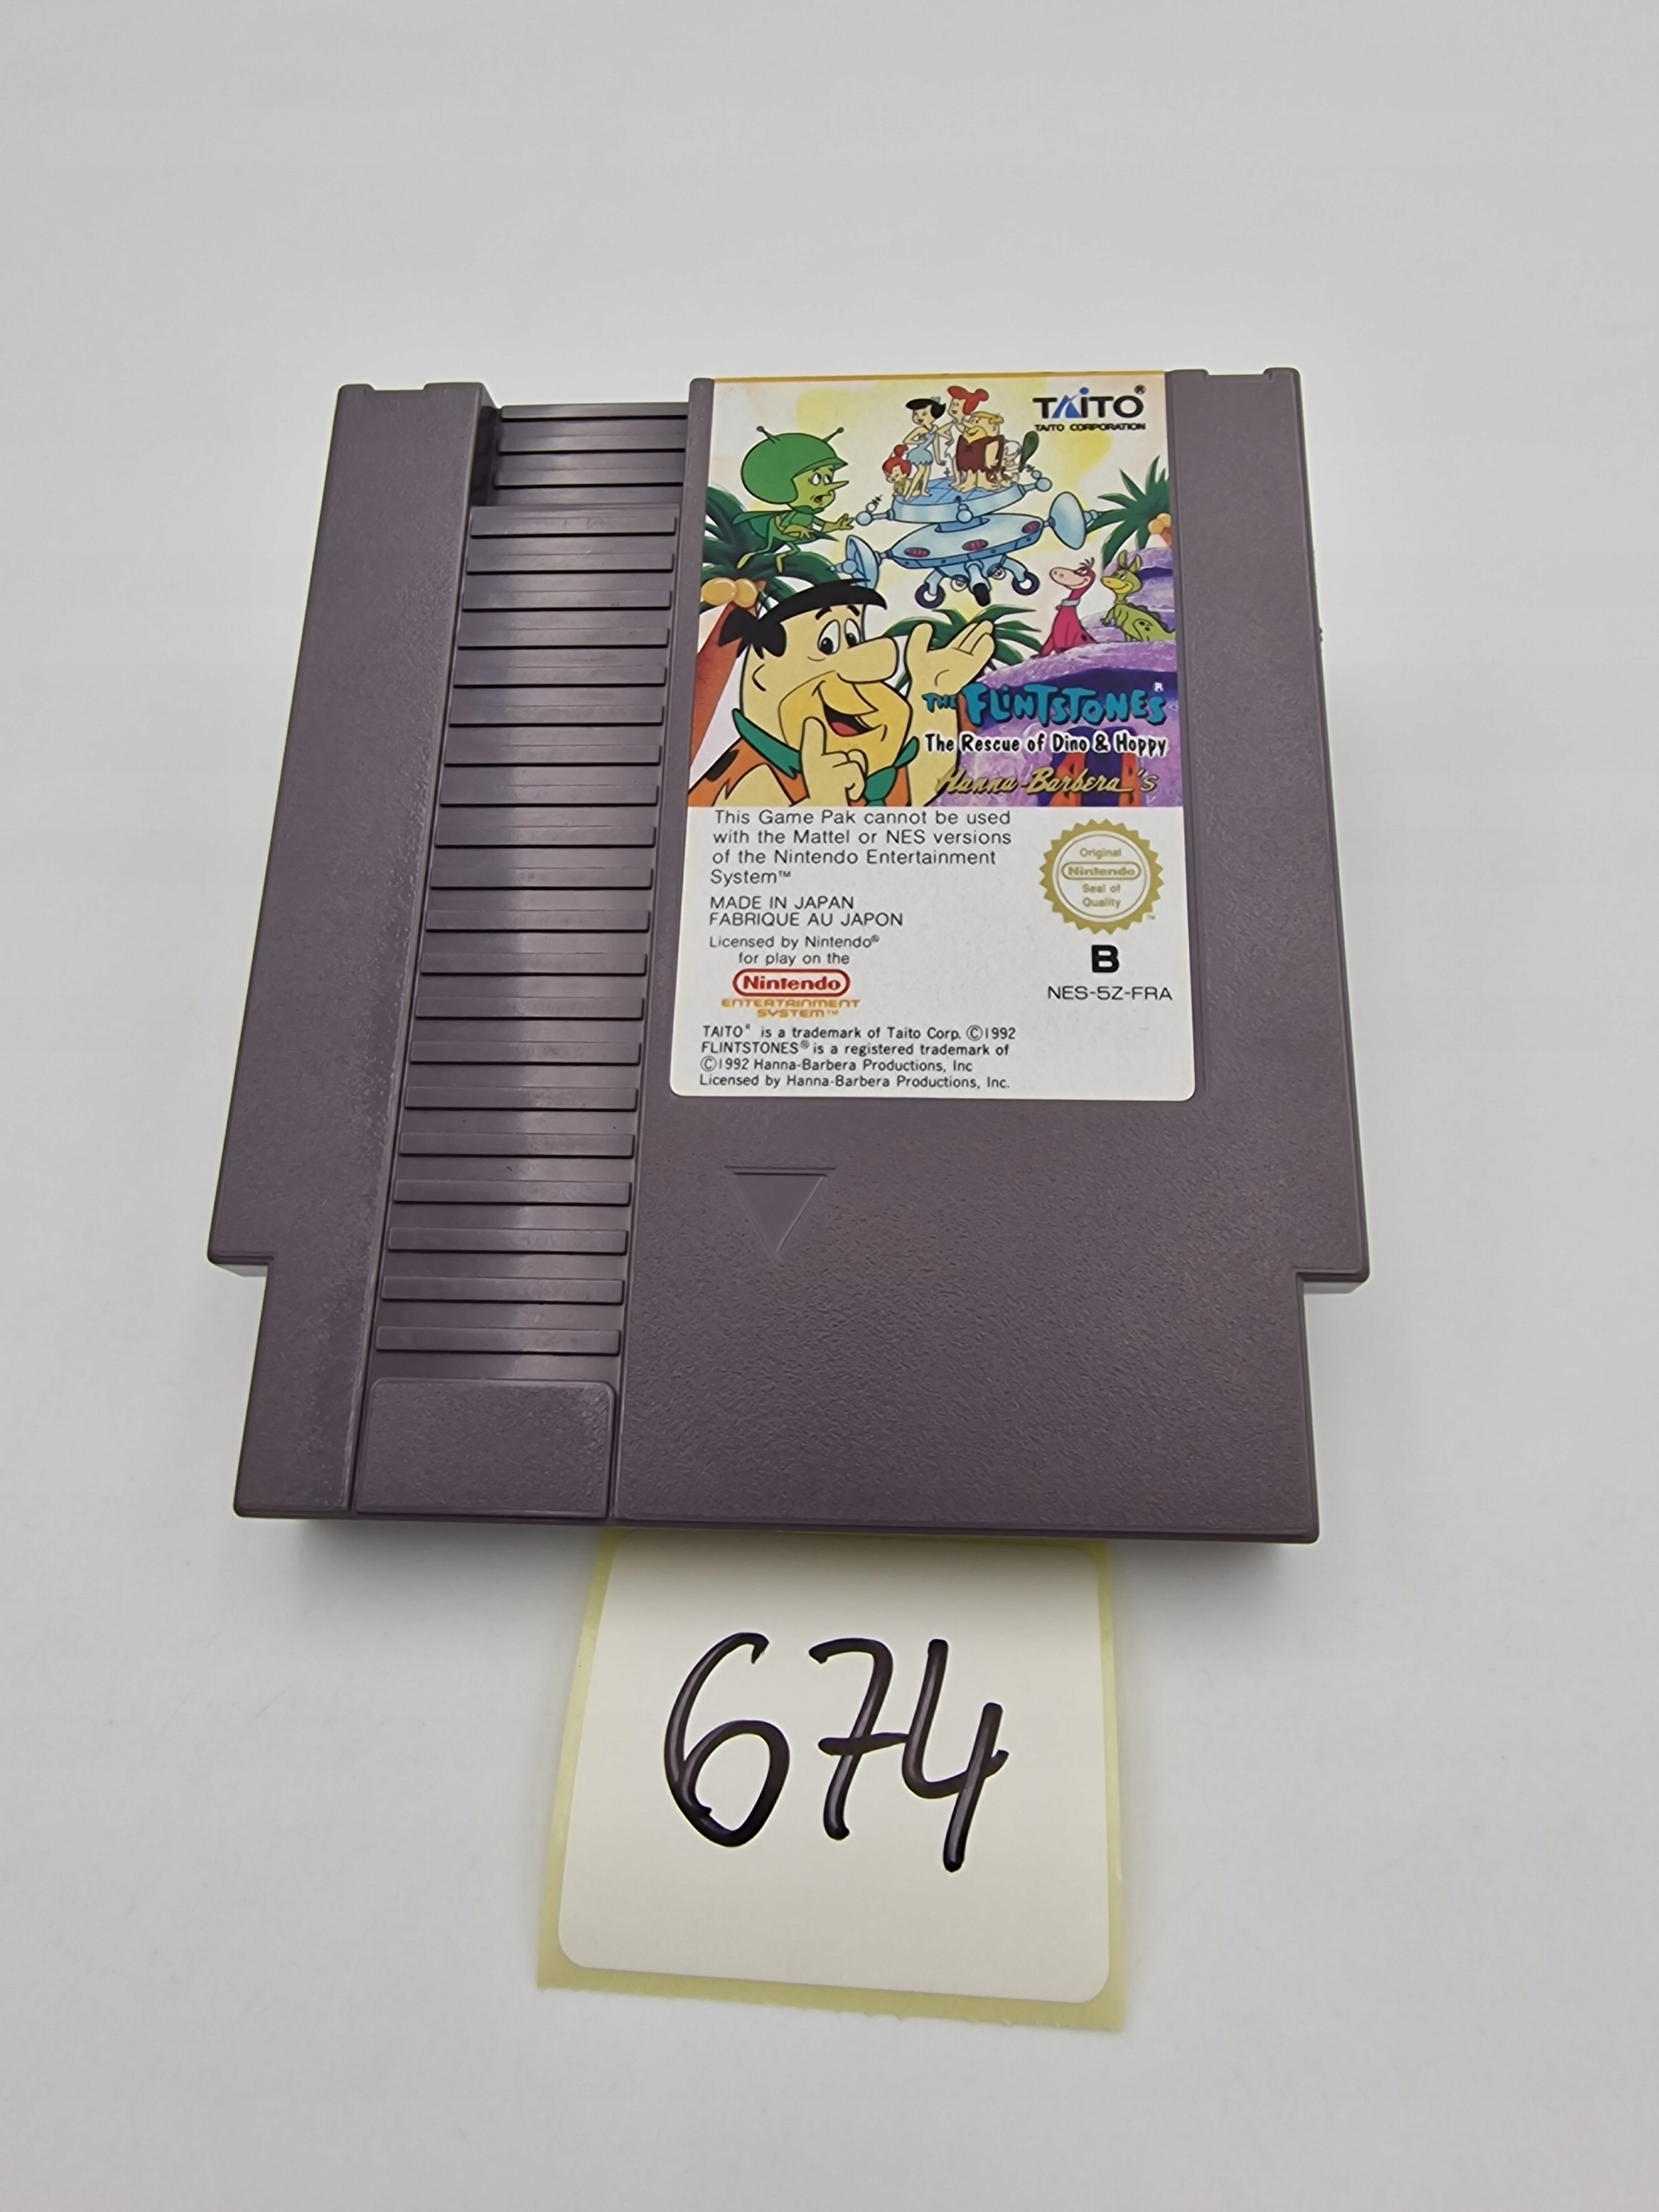 TAITO®
TAITO CORPORATION
THE FLINTSTONES®
The Rescue of Dino & Hoppy
Hanna-Barbera's
This Game Pak cannot be used
with the Mattel or NES versions
of the Nintendo Entertainment
System™
MADE IN JAPAN
FABRIQUE AU JAPON
Licensed by Nintendo®
for play on the
Nintendo
ENTERTAINMENT
SYSTEM™
Original
Nintendo
Seal of
Quality
™
B
NES-5Z-FRA
TAITO® is a trademark of Taito Corp. ©1992
FLINTSTONES® is a registered trademark of
©1992 Hanna-Barbera Productions, Inc
Licensed by Hanna-Barbera Productions, Inc.
674